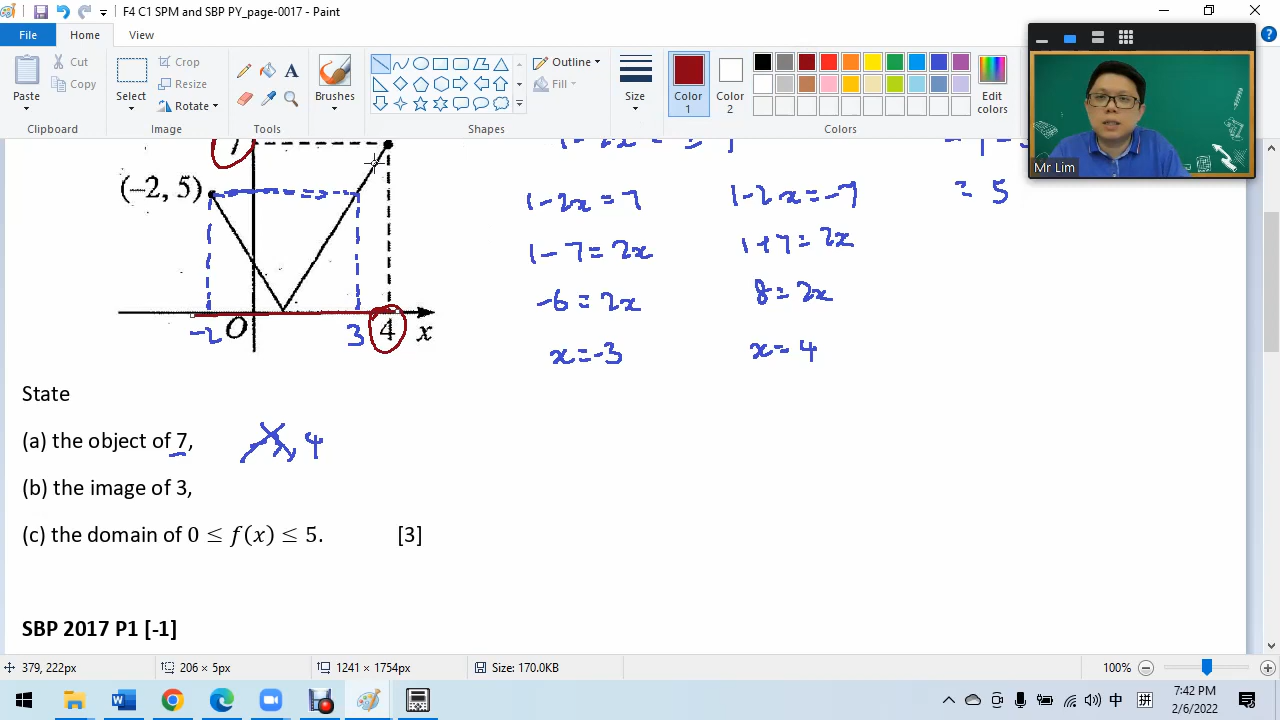 F4 C1 SPM and SBP PY_page-0017 - Paint
File
Home
View
Paste
Cut
Copy
Clipboard
Select
Crop
Resize
Rotate
Image
Tools
Brushes
Shapes
Outline
Fill
Size
Color 1
Color 2
Colors
Edit colors
Mr Lim
7
(−2, 5)
-2
O
3
4
x
1-2x=7
1-7=2x
-6=2x
x=-3
1-2x=-7
1+7=2x
8=2x
x=4
= 5
State
(a) the object of 7,
4
(b) the image of 3,
(c) the domain of 0 ≤ f(x) ≤ 5. [3]
SBP 2017 P1 [-1]
379, 222px
206 × 5px
1241 × 1754px
Size: 170.0KB
100%
中
拼
7:42 PM
2/6/2022